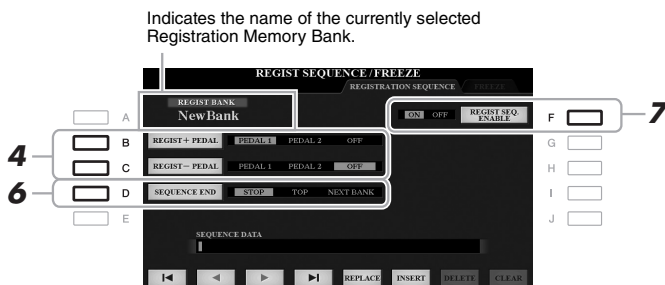 Indicates the name of the currently selected
Registration Memory Bank.
REGIST SEQUENCE/FREEZE
REGISTRATION SEQUENCE FREEZE
REGIST BANK
NewBank
ON OFF REGIST SEQ. ENABLE
A
F
7
4
B
REGIST+ PEDAL PEDAL 1 PEDAL 2 OFF
G
C
REGIST− PEDAL PEDAL 1 PEDAL 2 OFF
H
6
D
SEQUENCE END STOP TOP NEXT BANK
I
E
J
SEQUENCE DATA
REPLACE INSERT DELETE CLEAR